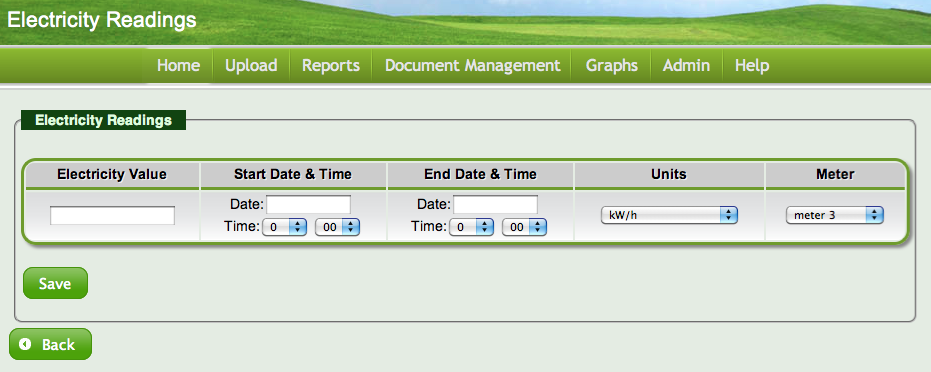 Electricity Readings
Home Upload Reports Document Management Graphs Admin Help
Electricity Readings
Electricity Value Start Date & Time End Date & Time Units Meter
Date: Date:
kW/h meter 3
Time: 0 00 Time: 0 00
Save
Back